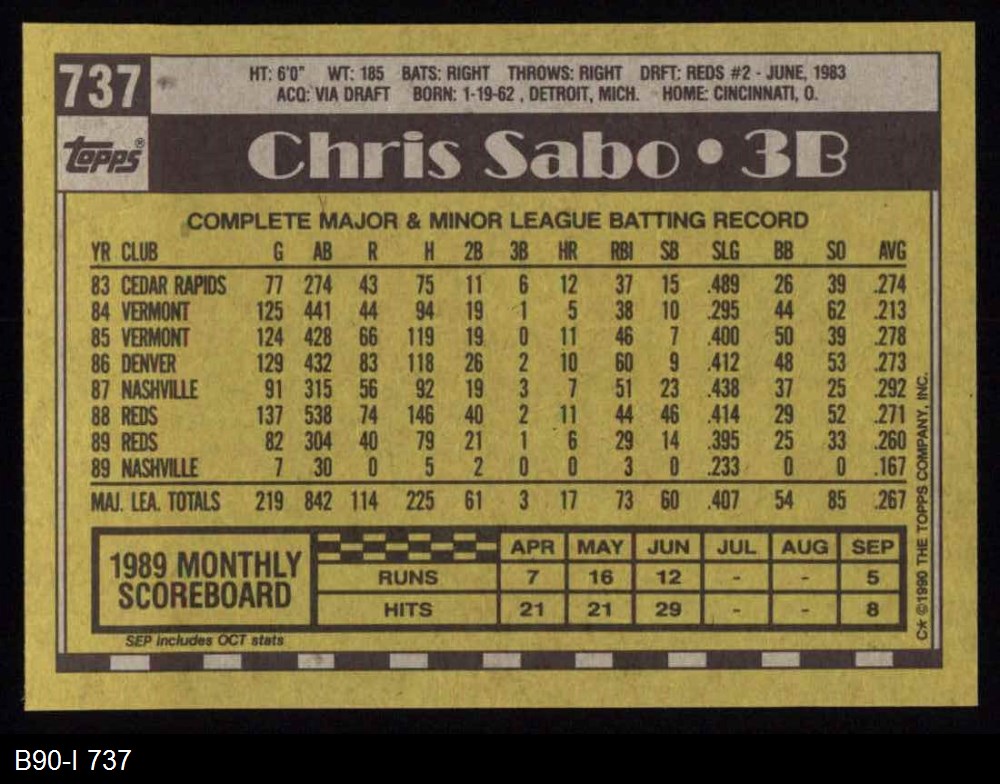 737
HT: 6'0" WT: 185 BATS: RIGHT THROWS: RIGHT DRFT: REDS #2 - JUNE, 1983
ACQ: VIA DRAFT BORN: 1-19-62 , DETROIT, MICH. HOME: CINCINNATI, O.
topps®
Chris Sabo • 3B
COMPLETE MAJOR & MINOR LEAGUE BATTING RECORD
YR CLUB G AB R H 2B 3B HR RBI SB SLG BB SO AVG
83 CEDAR RAPIDS 77 274 43 75 11 6 12 37 15 .489 26 39 .274
84 VERMONT 125 441 44 94 19 1 5 38 10 .295 44 62 .213
85 VERMONT 124 428 66 119 19 0 11 46 7 .400 50 39 .278
86 DENVER 129 432 83 118 26 2 10 60 9 .412 48 53 .273
87 NASHVILLE 91 315 56 92 19 3 7 51 23 .438 37 25 .292
88 REDS 137 538 74 146 40 2 11 44 46 .414 29 52 .271
89 REDS 82 304 40 79 21 1 6 29 14 .395 25 33 .260
89 NASHVILLE 7 30 0 5 2 0 0 3 0 .233 0 0 .167
MAJ. LEA. TOTALS 219 842 114 225 61 3 17 73 60 .407 54 85 .267
1989 MONTHLY
SCOREBOARD
APR MAY JUN JUL AUG SEP
RUNS 7 16 12 - - 5
HITS 21 21 29 - - 8
SEP includes OCT stats
C* ©1990 THE TOPPS COMPANY, INC.
B90-I 737